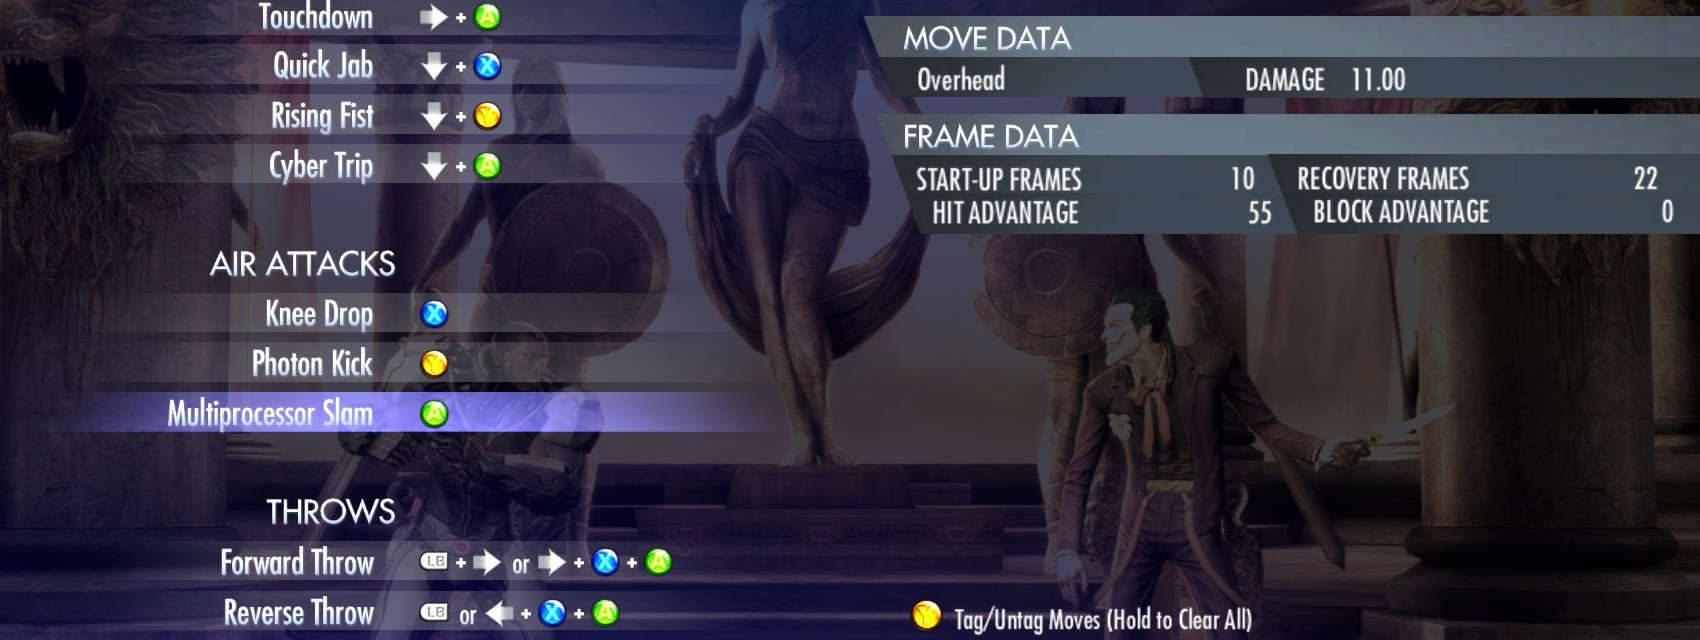 Touchdown + A
Quick Jab + X
Rising Fist + Y
Cyber Trip + A
AIR ATTACKS
Knee Drop X
Photon Kick Y
Multiprocessor Slam A
THROWS
Forward Throw LB + or + X + A
Reverse Throw LB or + X + A
MOVE DATA
Overhead DAMAGE 11.00
FRAME DATA
START-UP FRAMES 10 RECOVERY FRAMES 22
HIT ADVANTAGE 55 BLOCK ADVANTAGE 0
Y Tag/Untag Moves (Hold to Clear All)